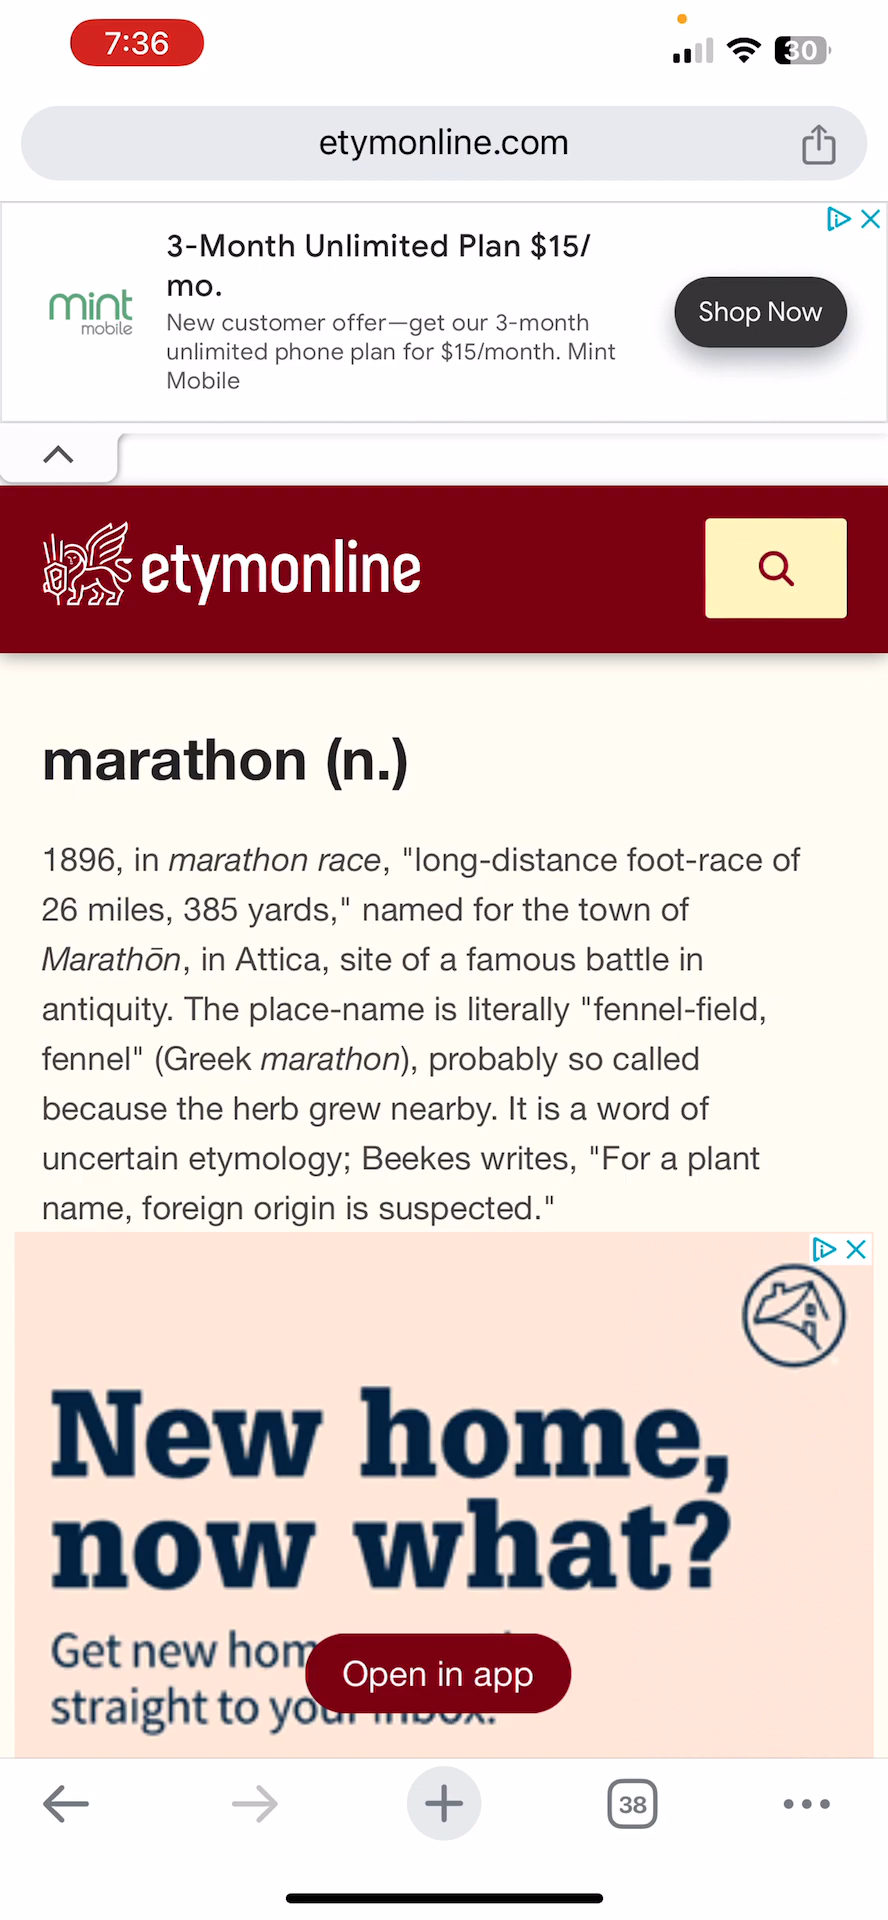 7:36
30
etymonline.com
3-Month Unlimited Plan $15/
mo.
New customer offer—get our 3-month
unlimited phone plan for $15/month. Mint
Mobile
mint
mobile
Shop Now
etymonline
marathon (n.)
1896, in marathon race, "long-distance foot-race of
26 miles, 385 yards," named for the town of
Marathōn, in Attica, site of a famous battle in
antiquity. The place-name is literally "fennel-field,
fennel" (Greek marathon), probably so called
because the herb grew nearby. It is a word of
uncertain etymology; Beekes writes, "For a plant
name, foreign origin is suspected."
New home,
now what?
Get new hom
straight to your inbox.
Open in app
38